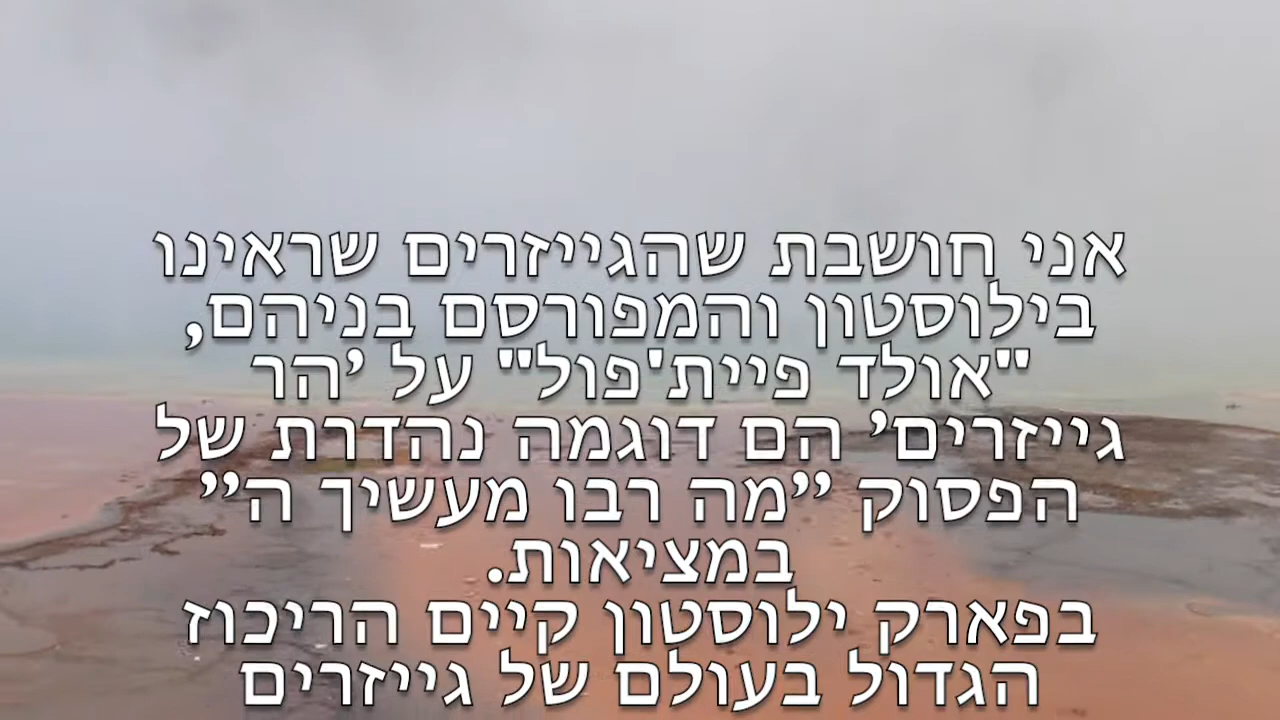 אני חושבת שהגייזרים שראינו
בילוסטון והמפורסם בניהם,
"אולד פיית'פול" על ’הר
גייזרים’ הם דוגמה נהדרת של
הפסוק ”מה רבו מעשיך ה”
במציאות.
בפארק ילוסטון קיים הריכוז
הגדול בעולם של גייזרים